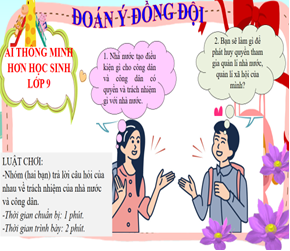 ĐOÁN Ý ĐỒNG ĐỘI
AI THÔNG MINH
HƠN HỌC SINH
LỚP 9
1. Nhà nước tạo điều
kiện gì cho công dân
và công dân có
quyền và trách nhiệm
gì với nhà nước.
2. Bạn sẽ làm gì để
phát huy quyền tham
gia quản lí nhà nước,
quản lí xã hội của
mình?
LUẬT CHƠI:
-Nhóm (hai bạn) trả lời câu hỏi của
nhau về trách nhiệm của nhà nước
và công dân.
-Thời gian chuẩn bị: 1 phút.
-Thời gian trình bày: 2 phút.